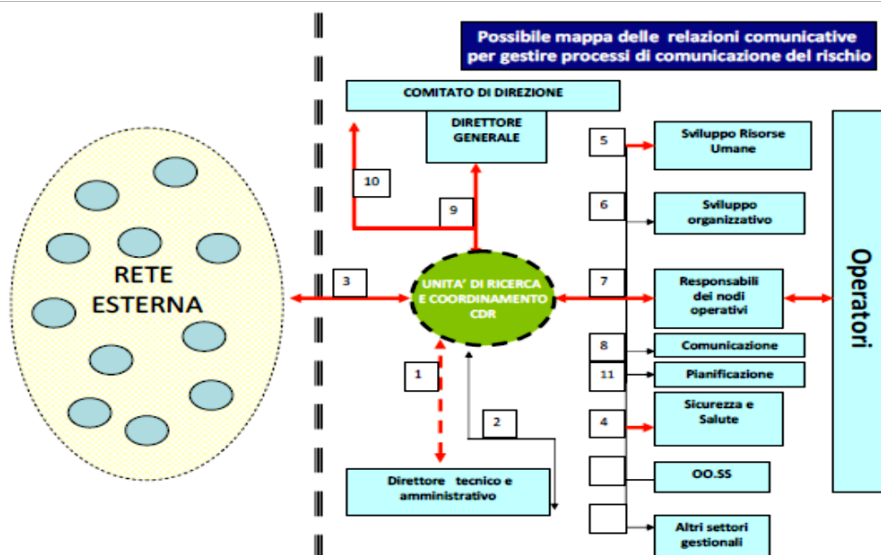 Possibile mappa delle relazioni comunicative
per gestire processi di comunicazione del rischio
COMITATO DI DIREZIONE
DIRETTORE
GENERALE
5
Sviluppo Risorse
Umane
10
9
6
Sviluppo
organizzativo
Operatori
RETE
ESTERNA
3
UNITA' DI RICERCA
E COORDINAMENTO
CDR
7
Responsabili
dei nodi
operativi
8
Comunicazione
1
11
Pianificazione
2
4
Sicurezza e
Salute
Direttore tecnico e
amministrativo
OO.SS
Altri settori
gestionali